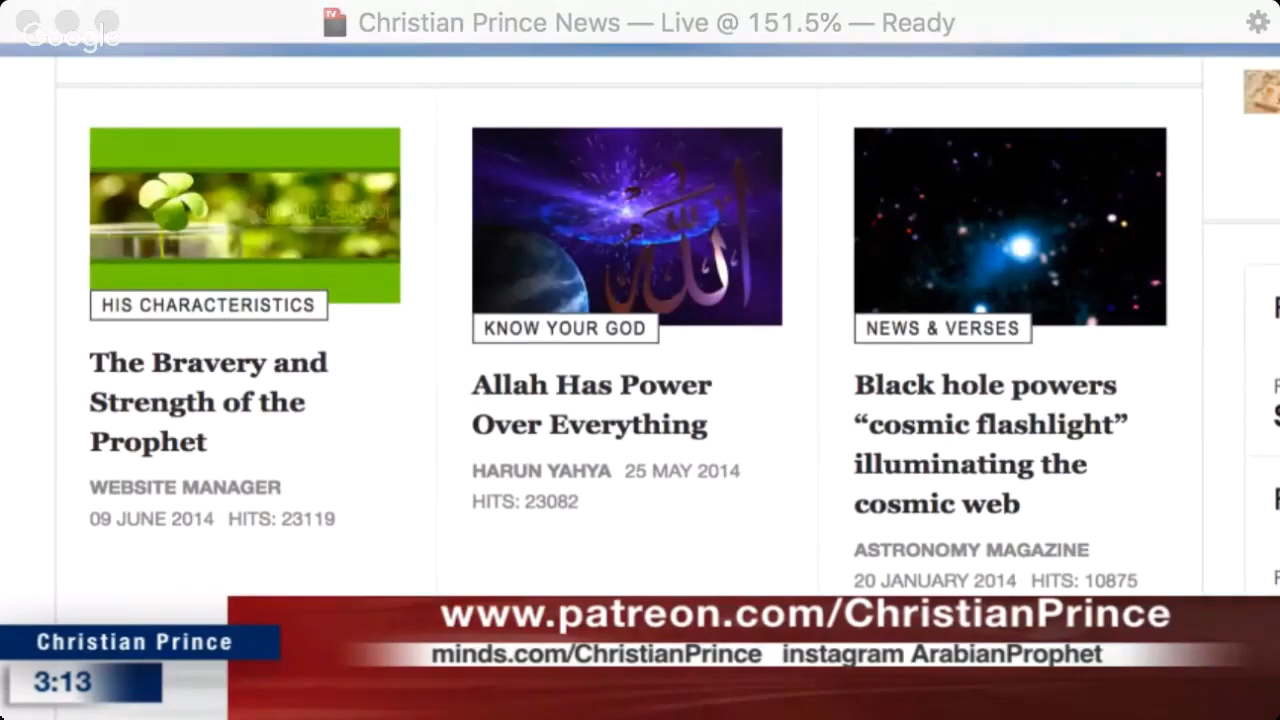 TV
Christian Prince News — Live @ 151.5% — Ready
Google
HIS CHARACTERISTICS
The Bravery and
Strength of the
Prophet
WEBSITE MANAGER
09 JUNE 2014 HITS: 23119
الله
KNOW YOUR GOD
Allah Has Power
Over Everything
HARUN YAHYA 25 MAY 2014
HITS: 23082
NEWS & VERSES
Black hole powers
“cosmic flashlight”
illuminating the
cosmic web
ASTRONOMY MAGAZINE
20 JANUARY 2014 HITS: 10875
www.patreon.com/ChristianPrince
minds.com/ChristianPrince instagram ArabianProphet
Christian Prince
3:13